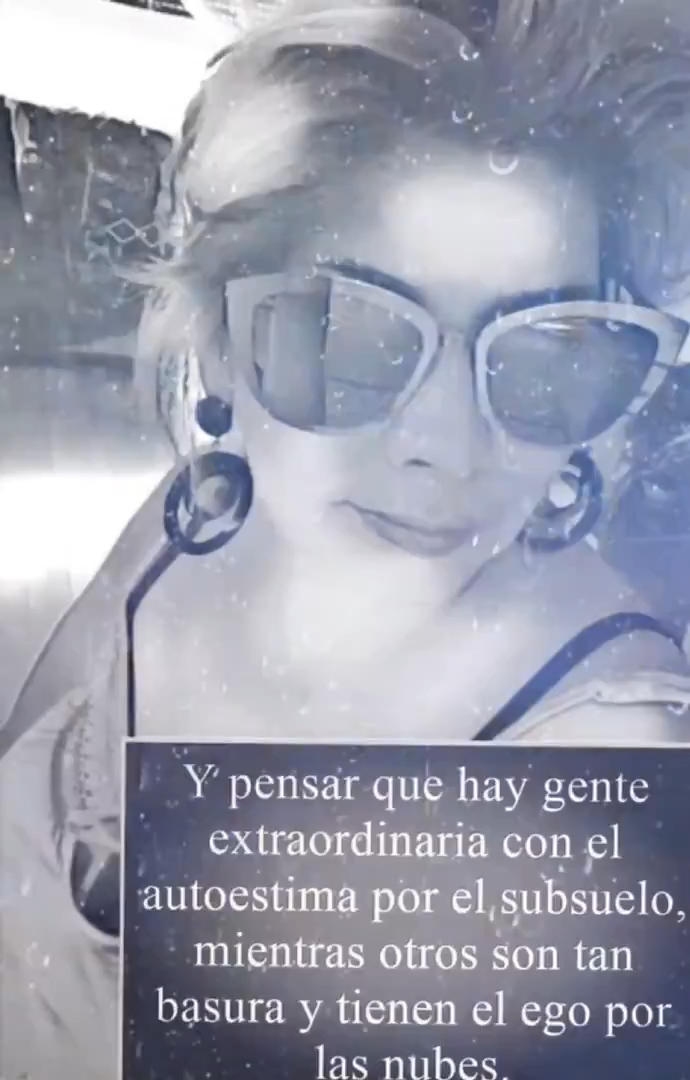 Y pensar que hay gente
extraordinaria con el
autoestima por el subsuelo,
mientras otros son tan
basura y tienen el ego por
las nubes.